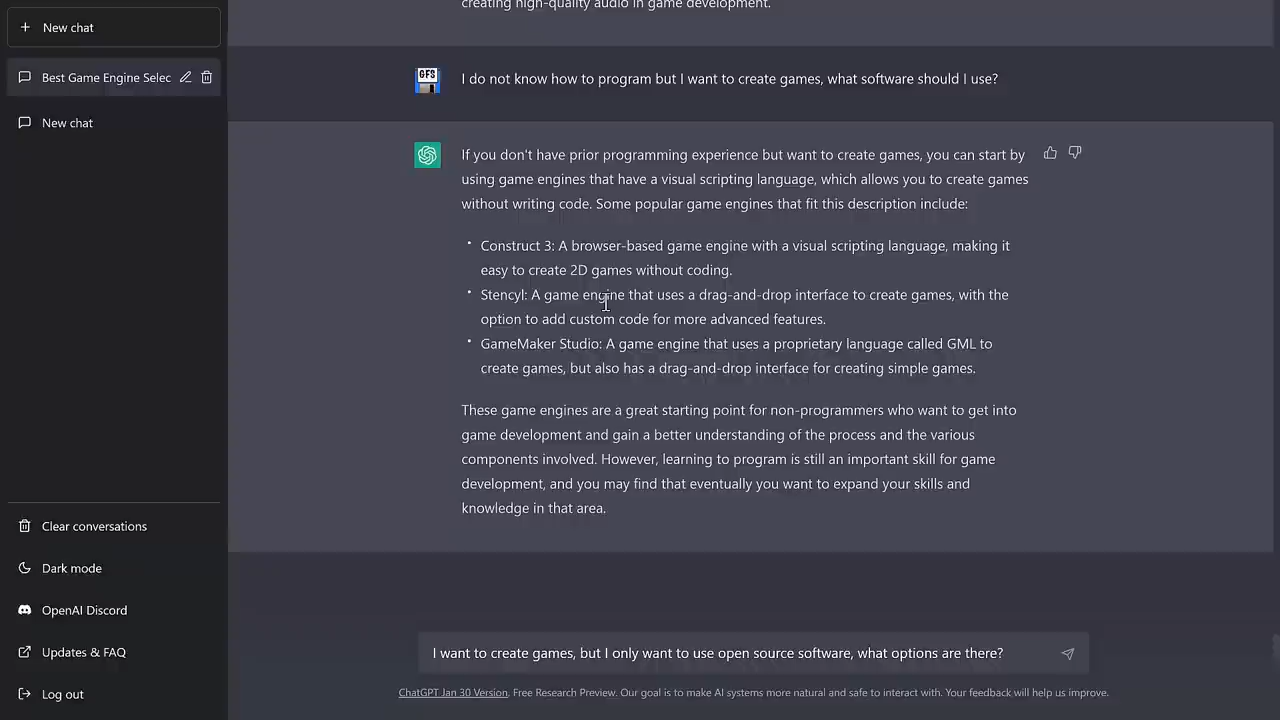 New chat
Best Game Engine Selec
New chat
Clear conversations
Dark mode
OpenAI Discord
Updates & FAQ
Log out
creating high-quality audio in game development.
GFS
I do not know how to program but I want to create games, what software should I use?
If you don't have prior programming experience but want to create games, you can start by
using game engines that have a visual scripting language, which allows you to create games
without writing code. Some popular game engines that fit this description include:
• Construct 3: A browser-based game engine with a visual scripting language, making it
easy to create 2D games without coding.
• Stencyl: A game engine that uses a drag-and-drop interface to create games, with the
option to add custom code for more advanced features.
• GameMaker Studio: A game engine that uses a proprietary language called GML to
create games, but also has a drag-and-drop interface for creating simple games.
These game engines are a great starting point for non-programmers who want to get into
game development and gain a better understanding of the process and the various
components involved. However, learning to program is still an important skill for game
development, and you may find that eventually you want to expand your skills and
knowledge in that area.
I want to create games, but I only want to use open source software, what options are there?
ChatGPT Jan 30 Version. Free Research Preview. Our goal is to make AI systems more natural and safe to interact with. Your feedback will help us improve.